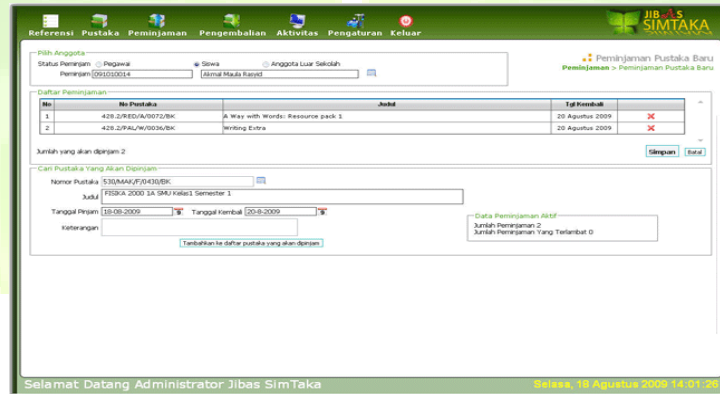 JIBAS
SIMTAKA
Referensi Pustaka Peminjaman Pengembalian Aktivitas Pengaturan Keluar
Pilih Anggota
Status Peminjam Pegawai Siswa Anggota Luar Sekolah
Peminjam 091010014 Akmal Maula Rasyid
Peminjaman Pustaka Baru
Peminjaman > Peminjaman Pustaka Baru
Daftar Peminjaman
No No Pustaka Judul Tgl Kembali
1 428.2/RED/A/0072/BK A Way with Words: Resource pack 1 20 Agustus 2009
2 428.2/PAL/W/0036/BK Writing Extra 20 Agustus 2009
Jumlah yang akan dipinjam 2
Simpan Batal
Cari Pustaka Yang Akan Dipinjam
Nomor Pustaka 530/MAK/F/0430/BK
Judul FISIKA 2000 1A SMU Kelas1 Semester 1
Tanggal Pinjam 18-08-2009 Tanggal Kembali 20-8-2009
Keterangan
Tambahkan ke daftar pustaka yang akan dipinjam
Data Peminjaman Aktif
Jumlah Peminjaman 2
Jumlah Peminjaman Yang Terlambat 0
Selamat Datang Administrator Jibas SimTaka
Selasa, 18 Agustus 2009 14:01:26